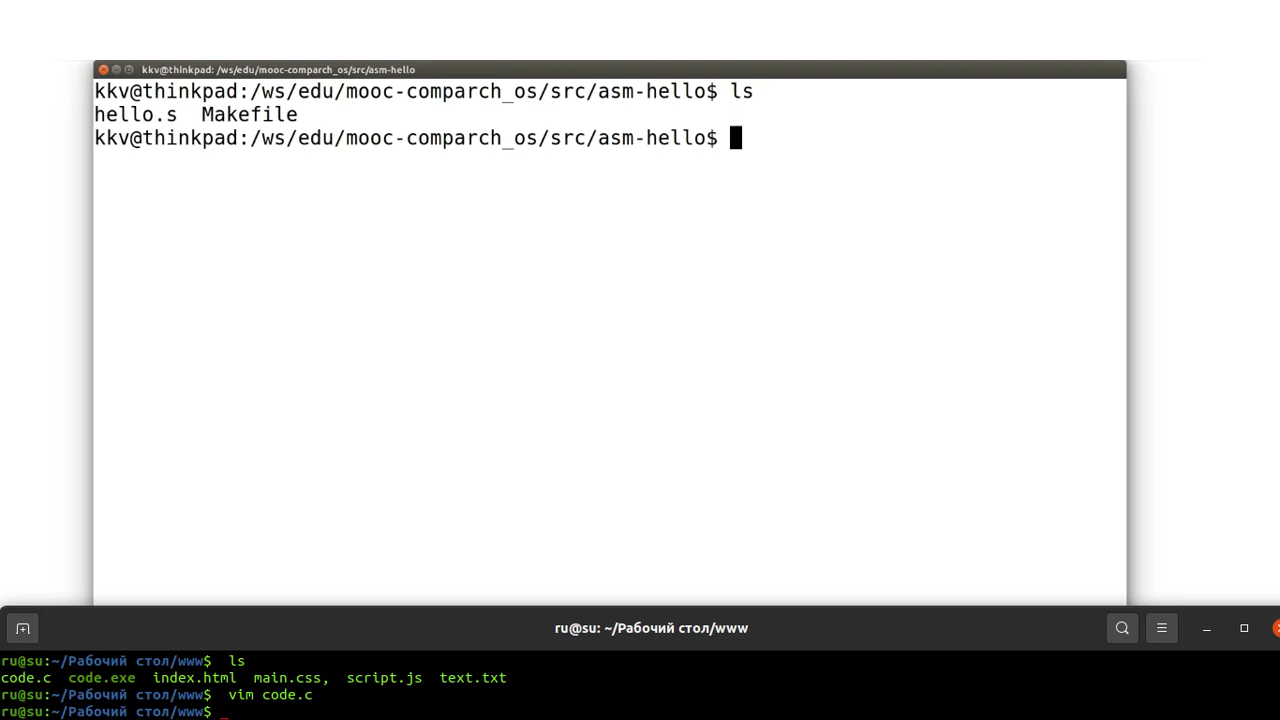 kkv@thinkpad: /ws/edu/mooc-comparch_os/src/asm-hello
kkv@thinkpad:/ws/edu/mooc-comparch_os/src/asm-hello$ ls
hello.s  Makefile
kkv@thinkpad:/ws/edu/mooc-comparch_os/src/asm-hello$
ru@su: ~/Рабочий стол/www
ru@su:~/Рабочий стол/www$  ls
code.c  code.exe  index.html  main.css,  script.js  text.txt
ru@su:~/Рабочий стол/www$  vim code.c
ru@su:~/Рабочий стол/www$ _